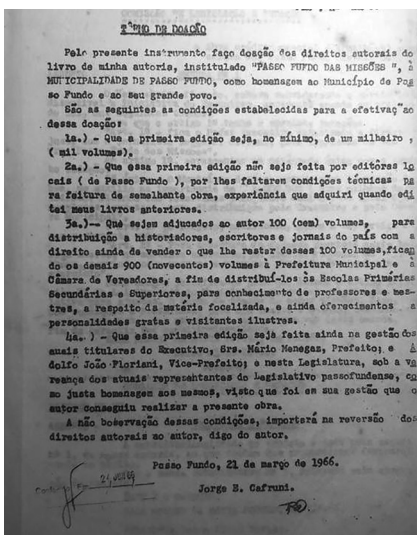 TÊRMO DE DOAÇÃO
Pelo presente instrumento faço doação dos direitos autorais do
livro de minha autoris, institulado "PASSO FUNDO DAS MISSÕES", à
MUNICIPALIDADE DE PASSO FUNDO, como homenagem ao Município de Pas
so Fundo e ao seu grande povo.
São as seguintes as condições estabelecidas para a efetivaç ao
dessa doação:
1a.) - Que a primeira edição seja, no mínimo, de um milheiro,
( mil volumes).
2a.) - Que essa primeira edição não seja feita por editôres lo
cais ( de Passo Fundo ), por lhes faltarem condições técnicas pa
ra feitura de semelhante obra, experiência que adquiri quando edi
tei meus livros anteriores.
3a.)- Que sejam adjucados ao autor 100 (cem) volumes, para
distribuição a historiadores, escritores e jornais do país com a
direito ainda de vender o que lhe restar desses 100 volumes,fican
do os demais 900 (novecentos) volumes à Prefeitura Municipal e à
Câmara de Vereadores, a fim de distribuí-los às Escolas Primárias
Secundárias e Superiores, para conhecimento de professores e mes-
tres, a respeito da matéria focalizada, e ainda oferecimentos a
personalidades gratas e visitantes ilustres.
4a. ) - Que essa primeira edição seja feita ainda na gestão dos
atuais titulares do Executivo, Srs. Mário Menegaz, Prefeito; e A
dolfo João Floriani, Vice-Prefeito; e nesta Legislatura, sob a ve
reança dos atuais representantes do Legislativo passofundense, co
mo justa homenagem aos mesmos, visto que foi em sua gestão que o
autor conseguiu realizar a presente obra.
A não bobservação dessas condições, importará na reversão dos
direitos autorais ao autor, digo do autor.
Passo Fundo, 21 de março de 1966.
Jorge E. Cafruni.